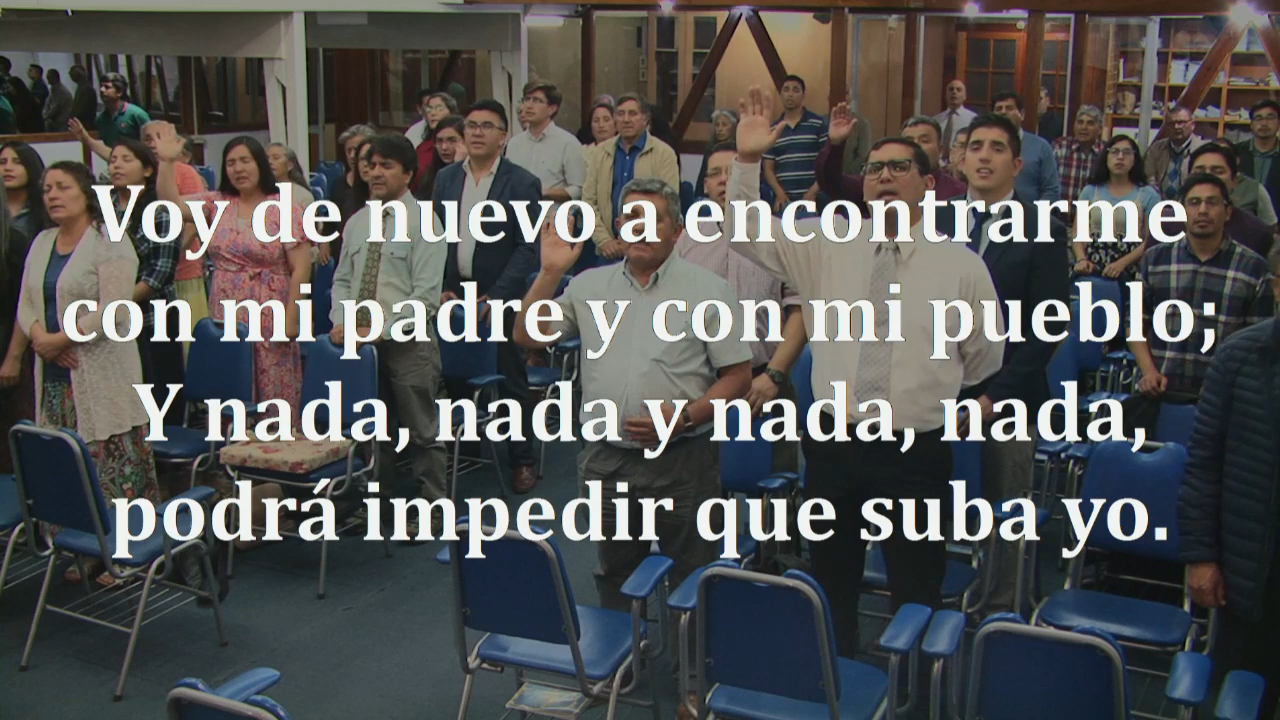 Voy de nuevo a encontrarme
con mi padre y con mi pueblo;
Y nada, nada y nada, nada,
podrá impedir que suba yo.